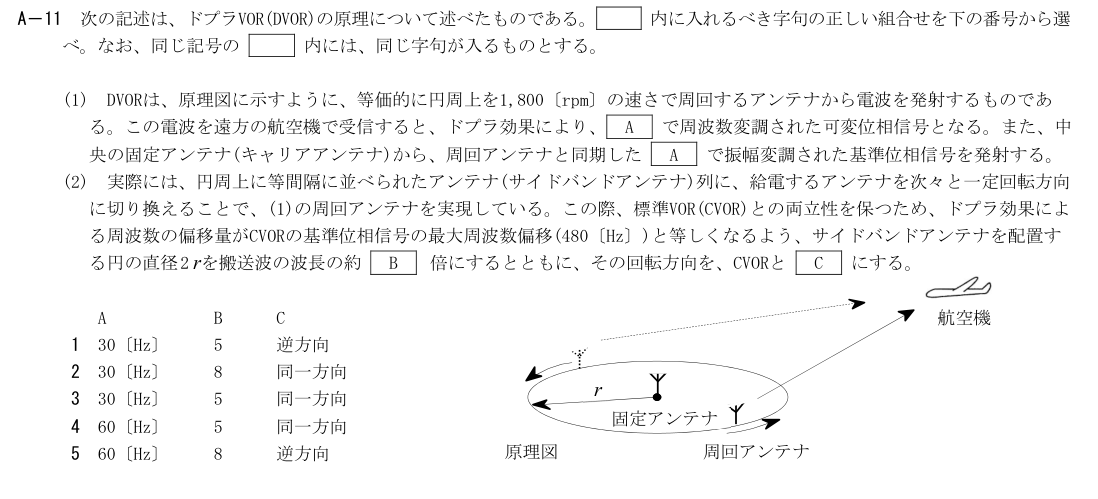 A－11 次の記述は、ドプラVOR(DVOR)の原理について述べたものである。 内に入れるべき字句の正しい組合せを下の番号から選
べ。なお、同じ記号の 内には、同じ字句が入るものとする。
(1) DVORは、原理図に示すように、等価的に円周上を1,800〔rpm〕の速さで周回するアンテナから電波を発射するものであ
る。この電波を遠方の航空機で受信すると、ドプラ効果により、 A で周波数変調された可変位相信号となる。また、中
央の固定アンテナ(キャリアアンテナ)から、周回アンテナと同期した A で振幅変調された基準位相信号を発射する。
(2) 実際には、円周上に等間隔に並べられたアンテナ(サイドバンドアンテナ)列に、給電するアンテナを次々と一定回転方向
に切り換えることで、(1)の周回アンテナを実現している。この際、標準VOR(CVOR)との両立性を保つため、ドプラ効果によ
る周波数の偏移量がCVORの基準位相信号の最大周波数偏移(480〔Hz〕)と等しくなるよう、サイドバンドアンテナを配置す
る円の直径2rを搬送波の波長の約 B 倍にするとともに、その回転方向を、CVORと C にする。
A B C
1 30〔Hz〕 5 逆方向
2 30〔Hz〕 8 同一方向
3 30〔Hz〕 5 同一方向
4 60〔Hz〕 5 同一方向
5 60〔Hz〕 8 逆方向
航空機
r
固定アンテナ
原理図 周回アンテナ